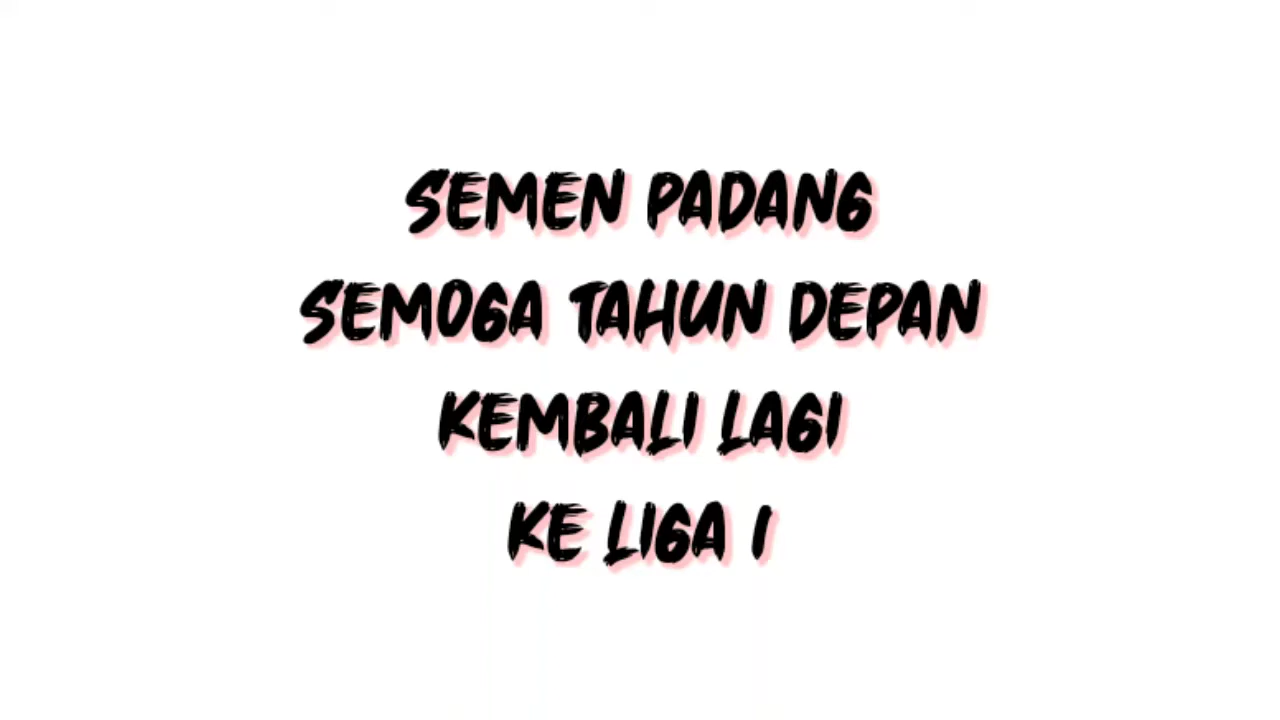 SEMEN PADANG
SEMOGA TAHUN DEPAN
KEMBALI LAGI
KE LIGA 1